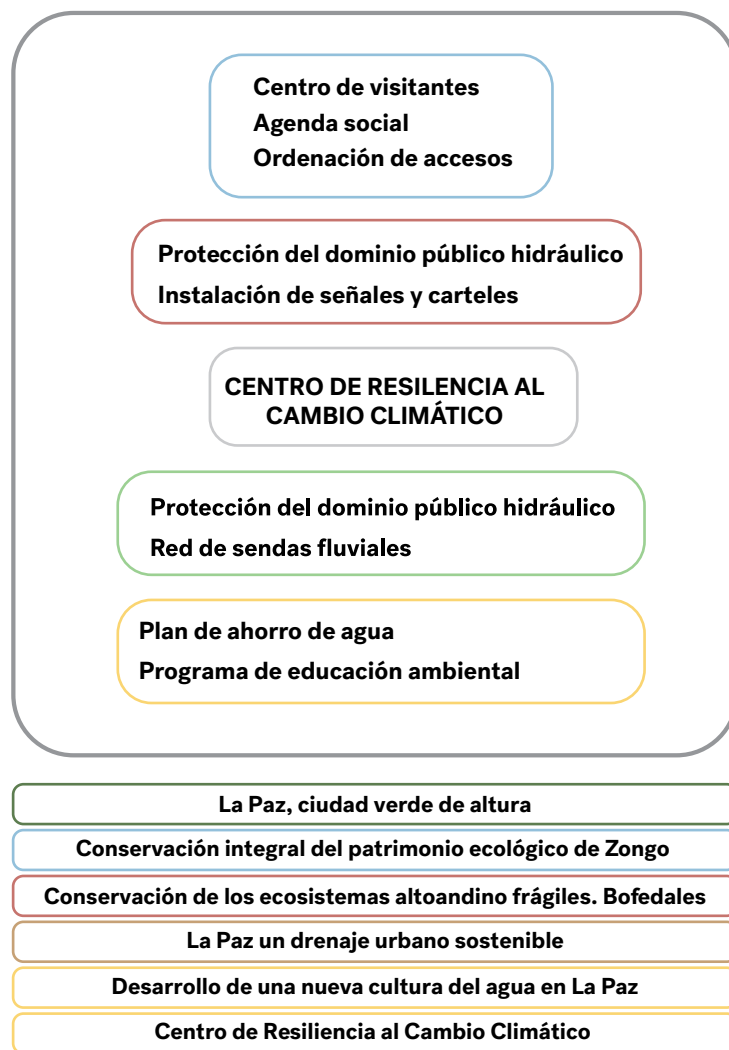 Centro de visitantes
Agenda social
Ordenación de accesos
Protección del dominio público hidráulico
Instalación de señales y carteles
CENTRO DE RESILENCIA AL
CAMBIO CLIMÁTICO
Protección del dominio público hidráulico
Red de sendas fluviales
Plan de ahorro de agua
Programa de educación ambiental
La Paz, ciudad verde de altura
Conservación integral del patrimonio ecológico de Zongo
Conservación de los ecosistemas altoandino frágiles. Bofedales
La Paz un drenaje urbano sostenible
Desarrollo de una nueva cultura del agua en La Paz
Centro de Resiliencia al Cambio Climático